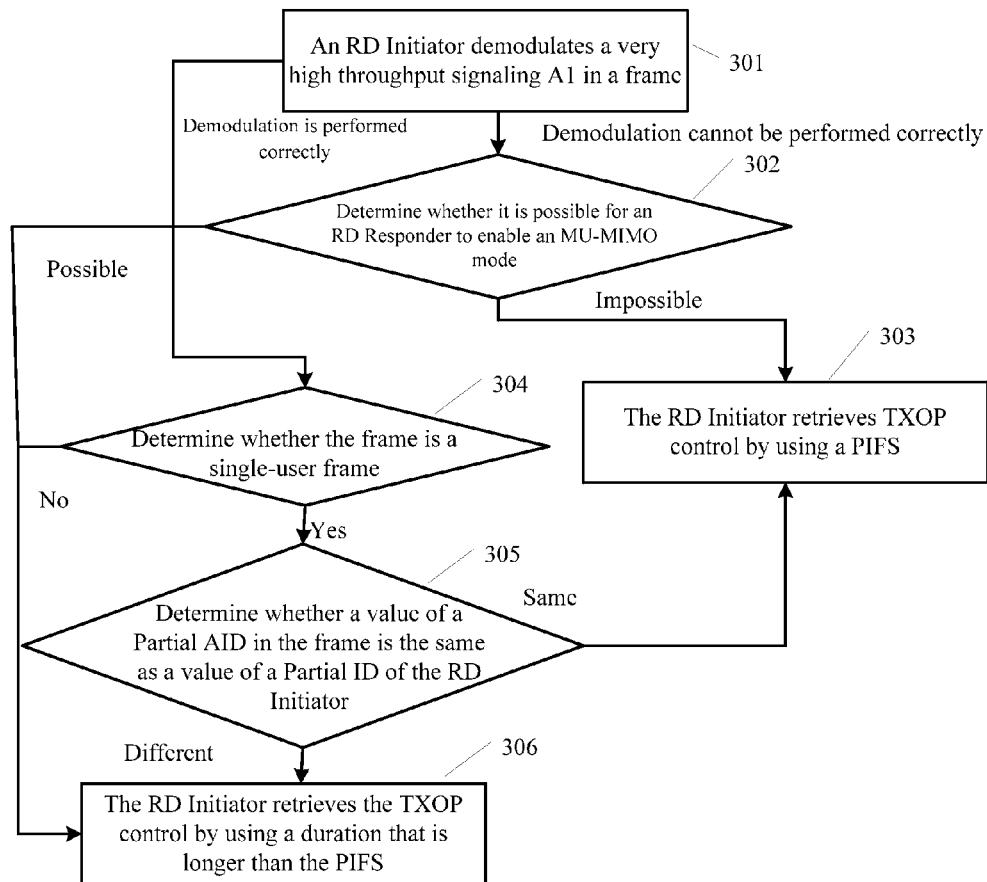 An RD Initiator demodulates a very
high throughput signaling A1 in a frame
301
Demodulation is performed
correctly
Demodulation cannot be performed correctly
302
Determine whether it is possible for an
RD Responder to enable an MU-MIMO
mode
Possible
Impossible
303
The RD Initiator retrieves TXOP
control by using a PIFS
304
Determine whether the frame is a
single-user frame
No
Yes
305
Determine whether a value of a
Partial AID in the frame is the same
as a value of a Partial ID of the RD
Initiator
Same
Different
306
The RD Initiator retrieves the TXOP
control by using a duration that is
longer than the PIFS